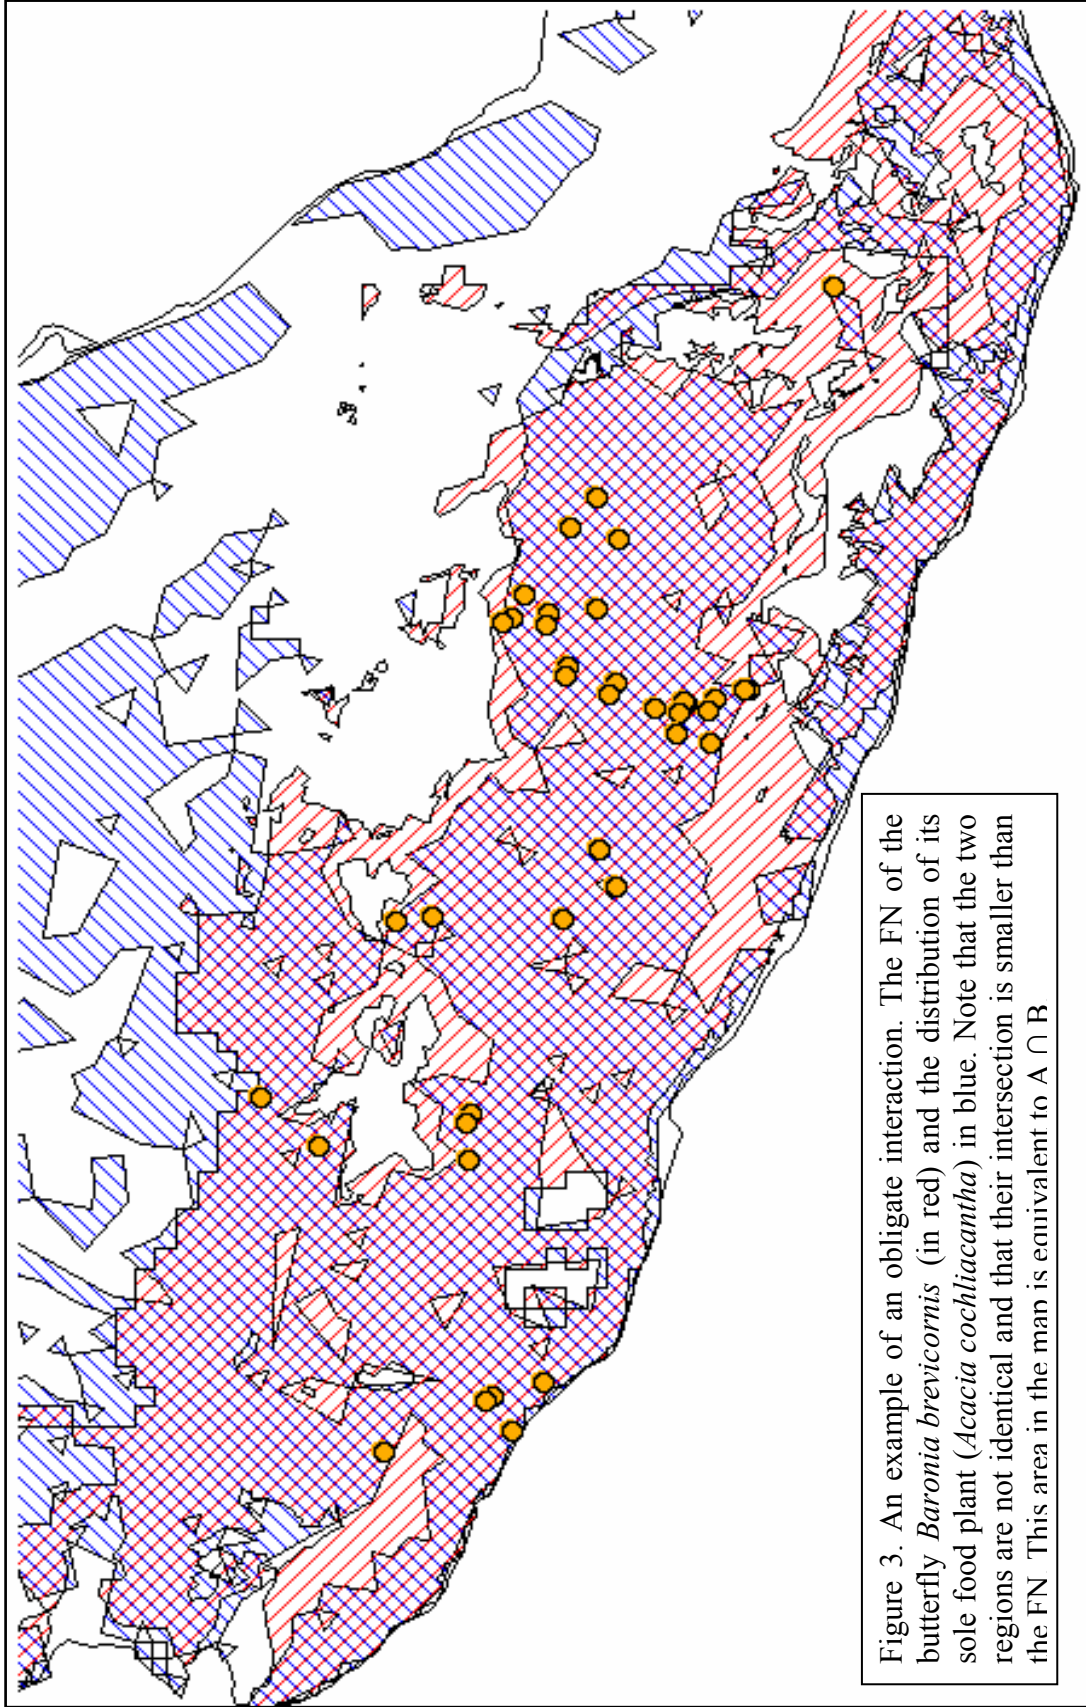 Figure 3. An example of an obligate interaction. The FN of the
butterfly Baronia brevicornis (in red) and the distribution of its
sole food plant (Acacia cochliacantha) in blue. Note that the two
regions are not identical and that their intersection is smaller than
the FN. This area in the map is equivalent to A ∩ B